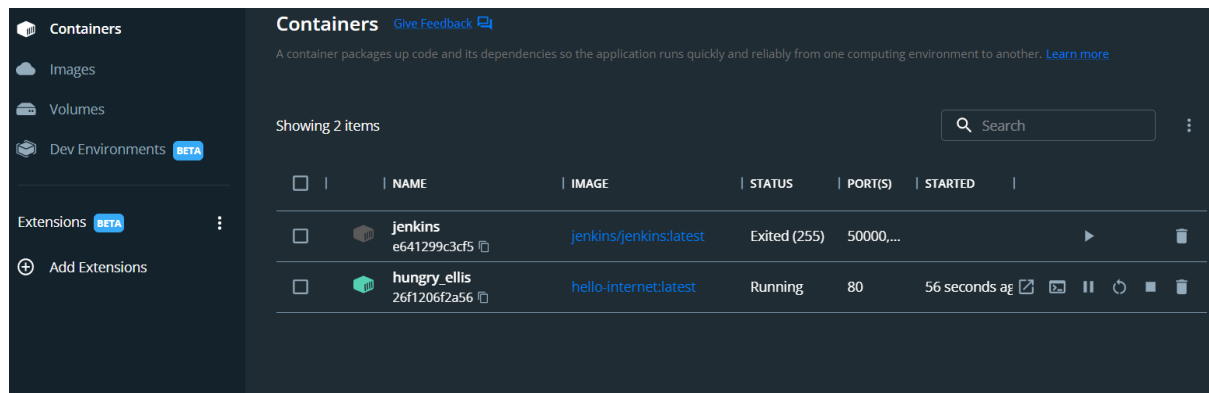 Containers
Images
Volumes
Dev Environments BETA
Extensions BETA
Add Extensions
Containers Give Feedback
A container packages up code and its dependencies so the application runs quickly and reliably from one computing environment to another. Learn more
Showing 2 items
Search
NAME IMAGE STATUS PORT(S) STARTED
jenkins
e641299c3cf5
jenkins/jenkins:latest Exited (255) 50000,...
hungry_ellis
26f1206f2a56
hello-internet:latest Running 80 56 seconds ag